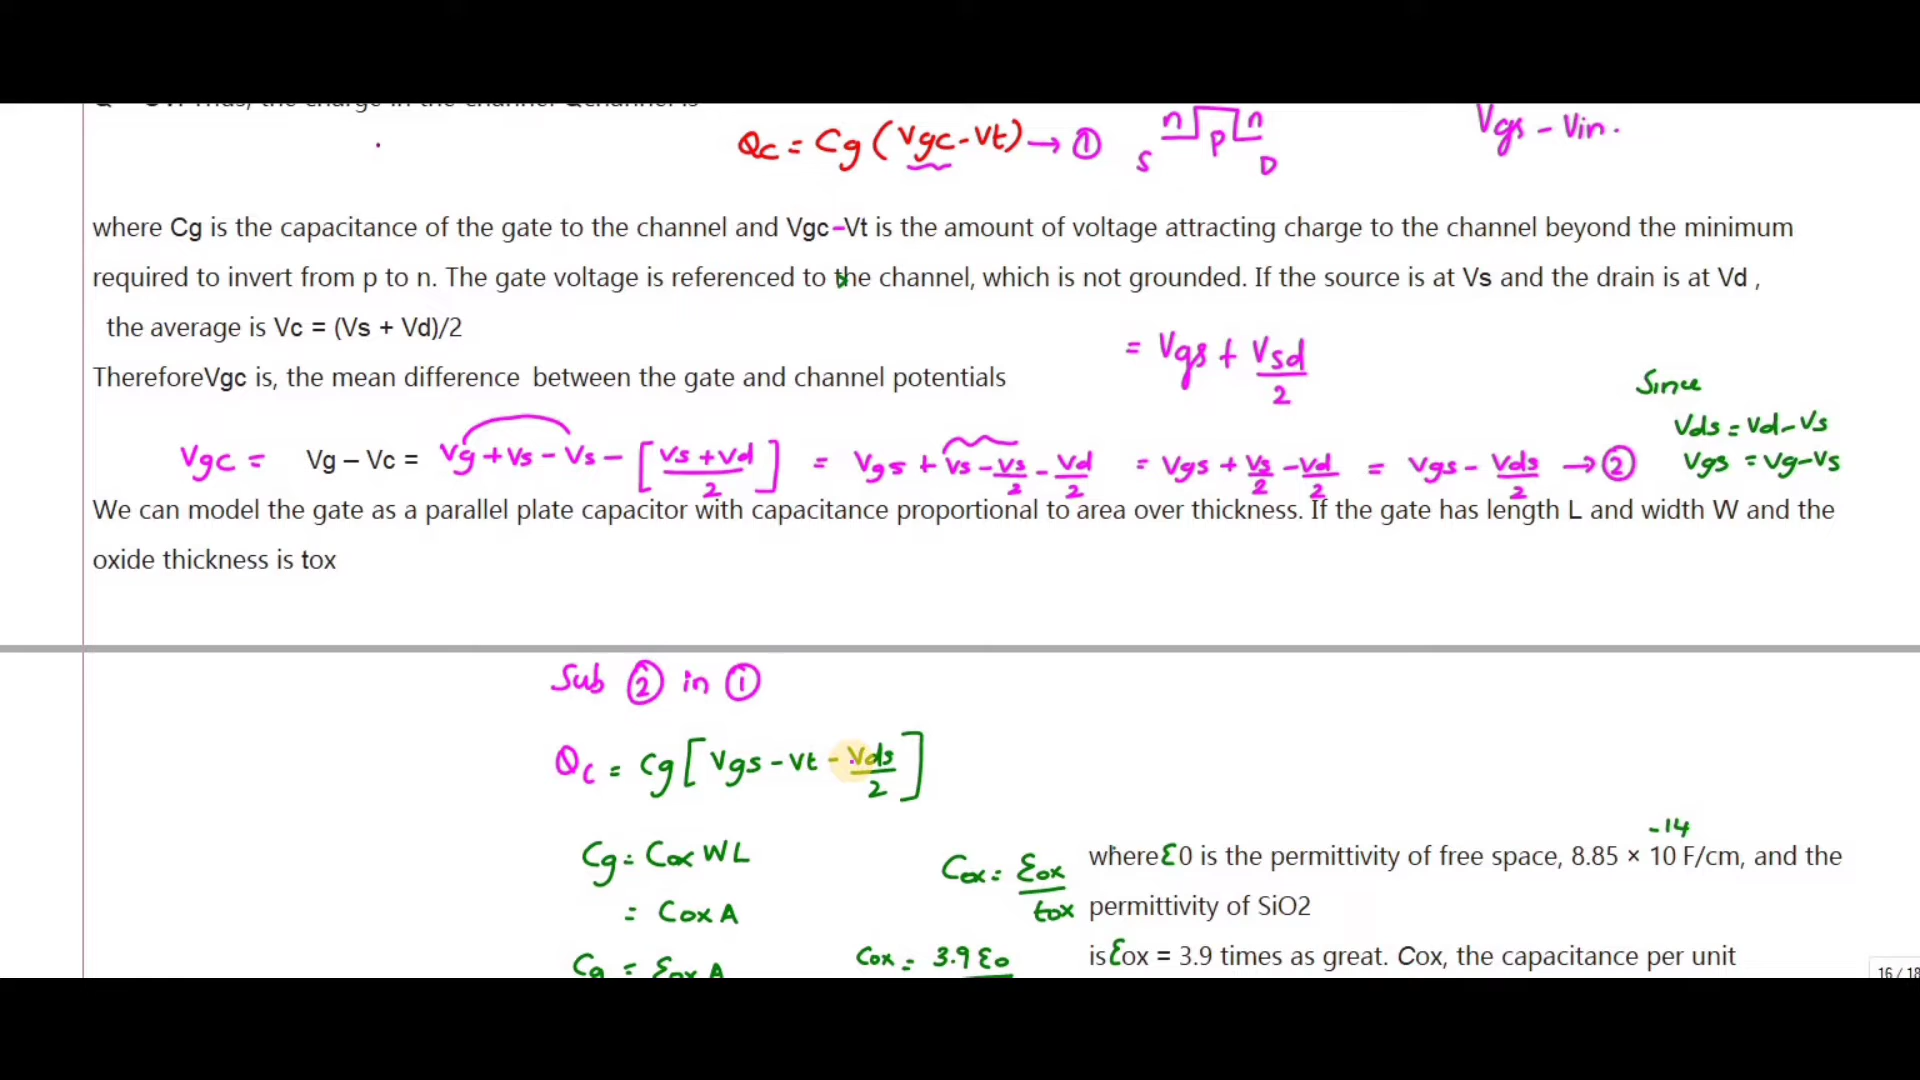 Qc = Cg (Vgc - Vt) → ① n n Vgs - Vin.
S P D
where Cg is the capacitance of the gate to the channel and Vgc-Vt is the amount of voltage attracting charge to the channel beyond the minimum
required to invert from p to n. The gate voltage is referenced to the channel, which is not grounded. If the source is at Vs and the drain is at Vd ,
the average is Vc = (Vs + Vd)/2
= Vgs + Vsd/2
ThereforeVgc is, the mean difference between the gate and channel potentials
Since
Vds = Vd - Vs
Vgc = Vg – Vc = Vg + Vs - Vs - [Vs + Vd/2] = Vgs + Vs - Vs/2 - Vd/2 = Vgs + Vs/2 - Vd/2 = Vgs - Vds/2 → ② Vgs = Vg - Vs
We can model the gate as a parallel plate capacitor with capacitance proportional to area over thickness. If the gate has length L and width W and the
oxide thickness is tox
Sub ② in ①
Qc = Cg [Vgs - Vt - Vds/2]
-14
Cg = Cox WL Cox = Ɛox/tox whereƐ0 is the permittivity of free space, 8.85 × 10 F/cm, and the
= Cox A permittivity of SiO2
Cg = Ɛox A Cox = 3.9 Ɛo isƐox = 3.9 times as great. Cox, the capacitance per unit
16 / 18